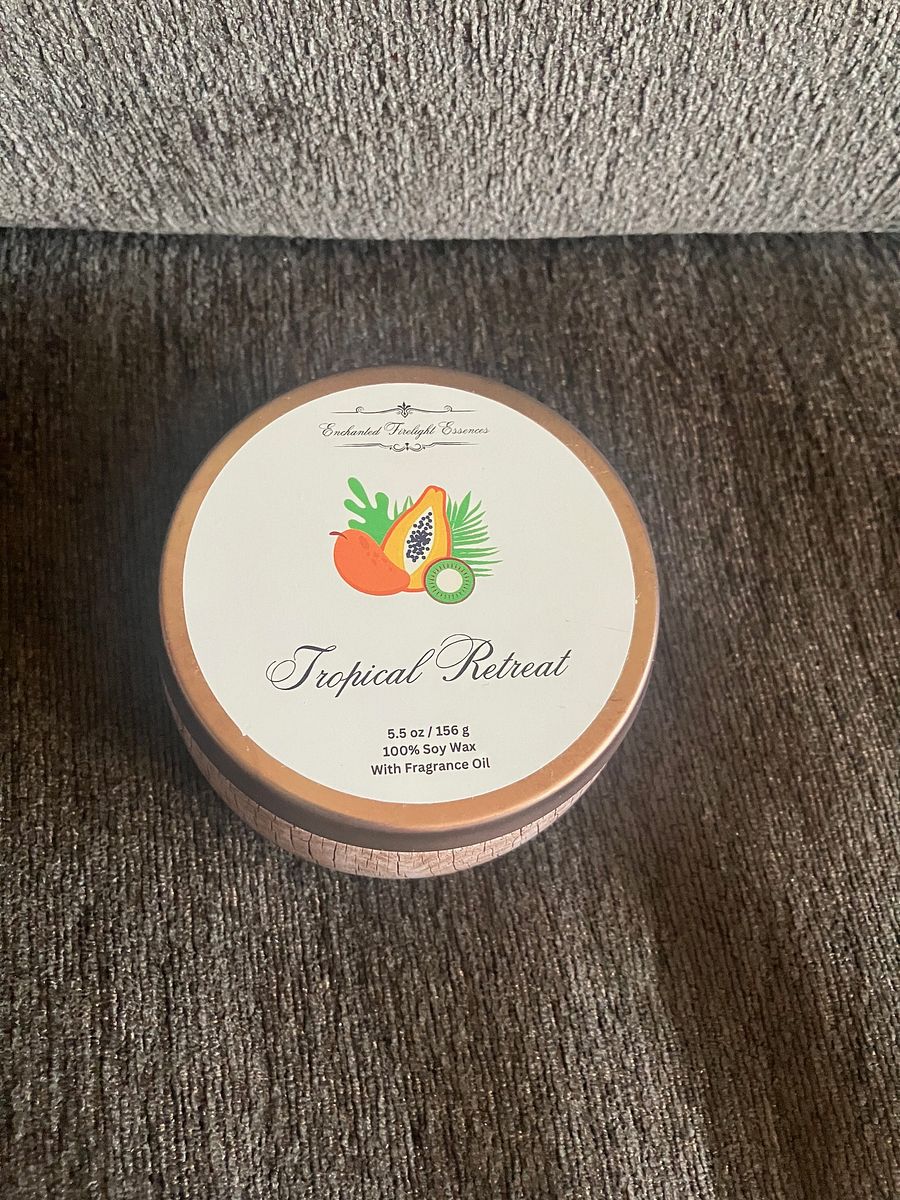 Enchanted Firelight Essences
Tropical Retreat
5.5 oz / 156 g
100% Soy Wax
With Fragrance Oil